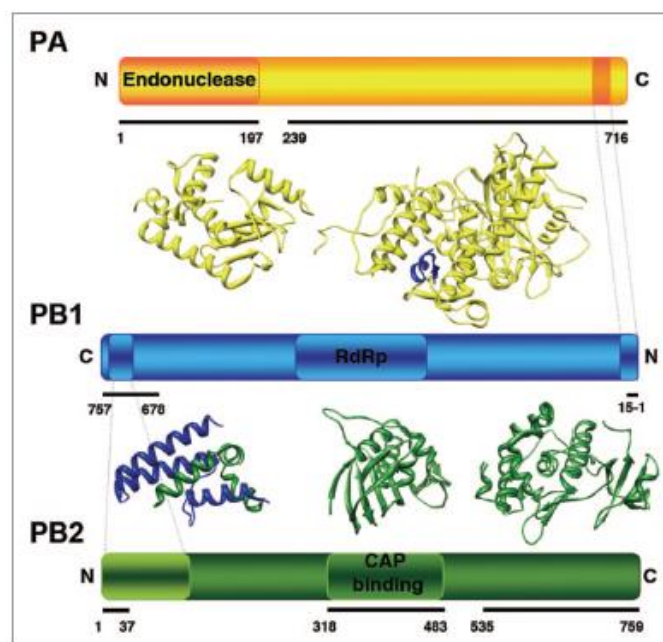 PA
N Endonuclease C
1 197 239 716
PB1
C RdRp N
757 678 15-1
PB2
N CAP binding C
1 37 318 483 535 759